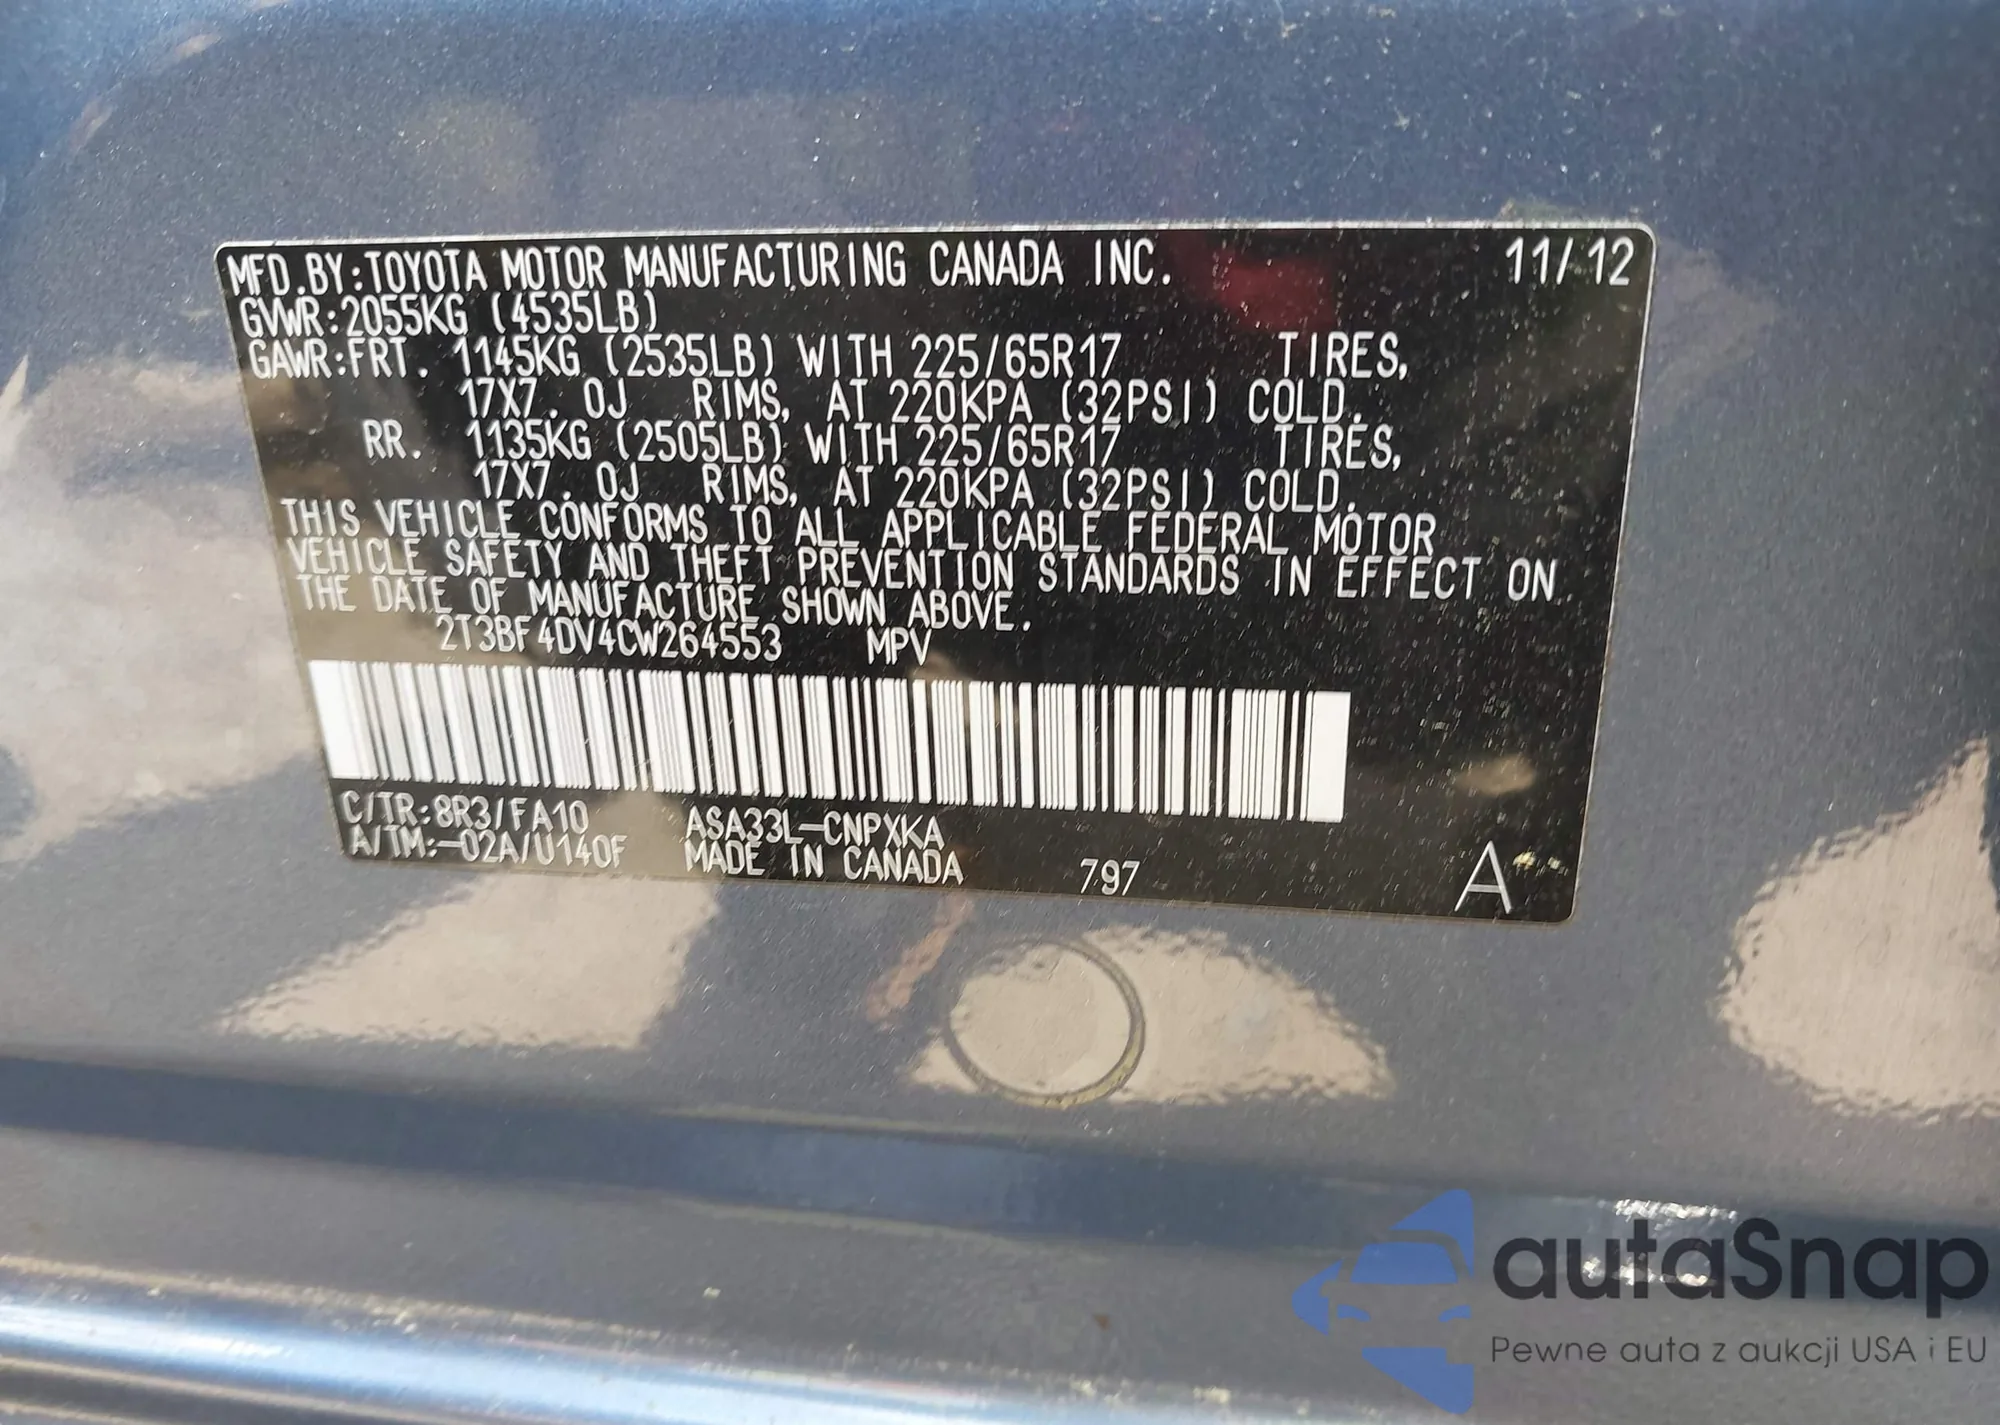 MFD.BY:TOYOTA MOTOR MANUFACTURING CANADA INC. 11/12
GVWR:2055KG (4535LB)
GAWR:FRT. 1145KG (2535LB) WITH 225/65R17 TIRES,
17X7.0J RIMS, AT 220KPA (32PSI) COLD.
RR. 1135KG (2505LB) WITH 225/65R17 TIRES,
17X7.0J RIMS, AT 220KPA (32PSI) COLD.
THIS VEHICLE CONFORMS TO ALL APPLICABLE FEDERAL MOTOR
VEHICLE SAFETY AND THEFT PREVENTION STANDARDS IN EFFECT ON
THE DATE OF MANUFACTURE SHOWN ABOVE.
2T3BF4DV4CW264553 MPV
C/TR:8R3/FA10 ASA33L-CNPXKA
A/TM:-02A/U140F MADE IN CANADA 797 A
autaSnap
Pewne auta z aukcji USA i EU